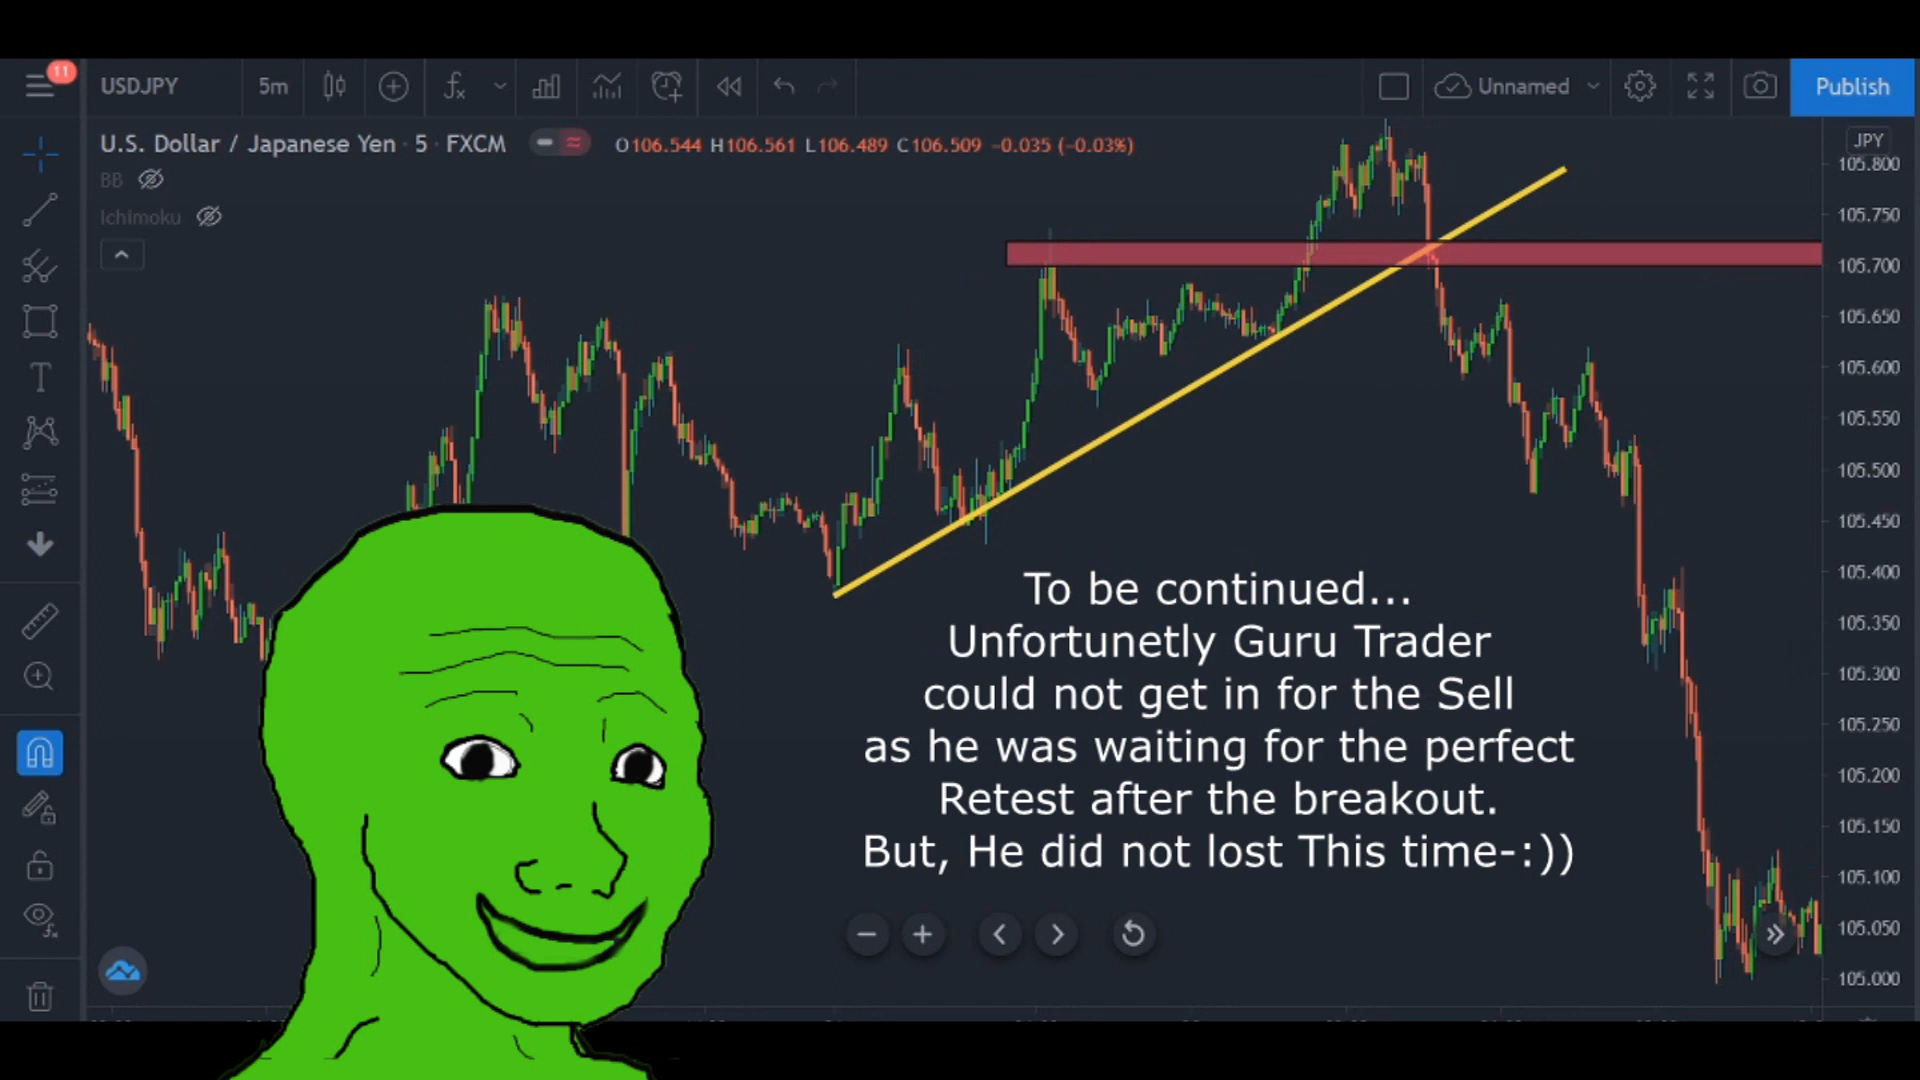 11
USDJPY
5m
fx
Unnamed
Publish
U.S. Dollar / Japanese Yen · 5 · FXCM
O106.544 H106.561 L106.489 C106.509 −0.035 (−0.03%)
BB
Ichimoku
JPY
105.800
105.750
105.700
105.650
105.600
105.550
105.500
105.450
105.400
105.350
105.300
105.250
105.200
105.150
105.100
105.050
105.000
To be continued...
Unfortunetly Guru Trader
could not get in for the Sell
as he was waiting for the perfect
Retest after the breakout.
But, He did not lost This time-:))